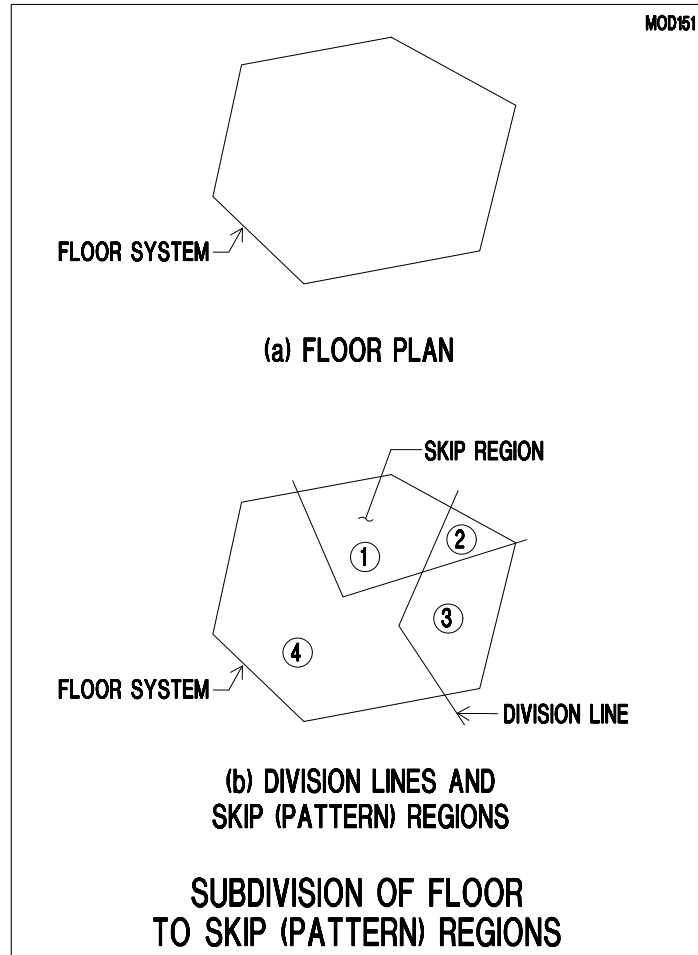 MOD151
FLOOR SYSTEM
(a) FLOOR PLAN
SKIP REGION
2
1
3
4
FLOOR SYSTEM
DIVISION LINE
(b) DIVISION LINES AND
SKIP (PATTERN) REGIONS
SUBDIVISION OF FLOOR
TO SKIP (PATTERN) REGIONS